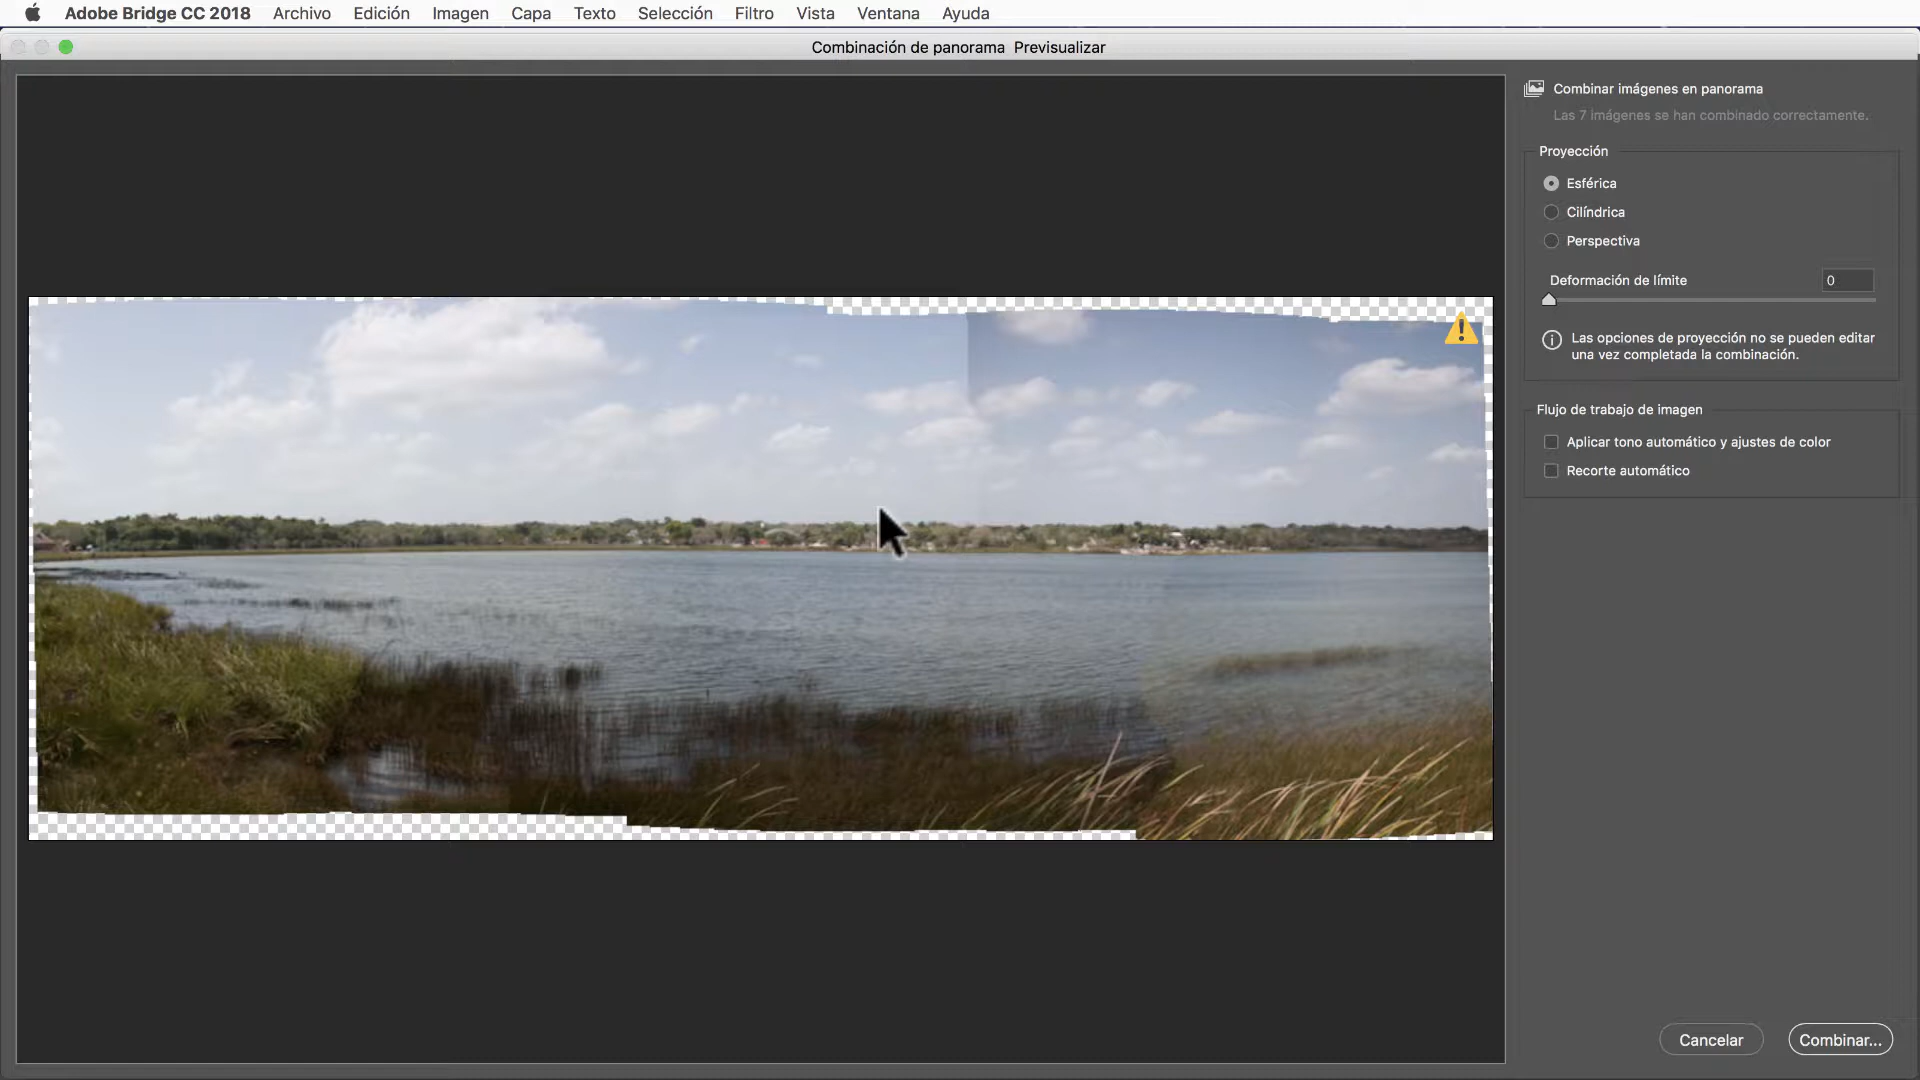 Adobe Bridge CC 2018 Archivo Edición Imagen Capa Texto Selección Filtro Vista Ventana Ayuda
Combinación de panorama Previsualizar
Combinar imágenes en panorama
Las 7 imágenes se han combinado correctamente.
Proyección
Esférica
Cilíndrica
Perspectiva
Deformación de límite 0
Las opciones de proyección no se pueden editar
una vez completada la combinación.
Flujo de trabajo de imagen
Aplicar tono automático y ajustes de color
Recorte automático
Cancelar Combinar...